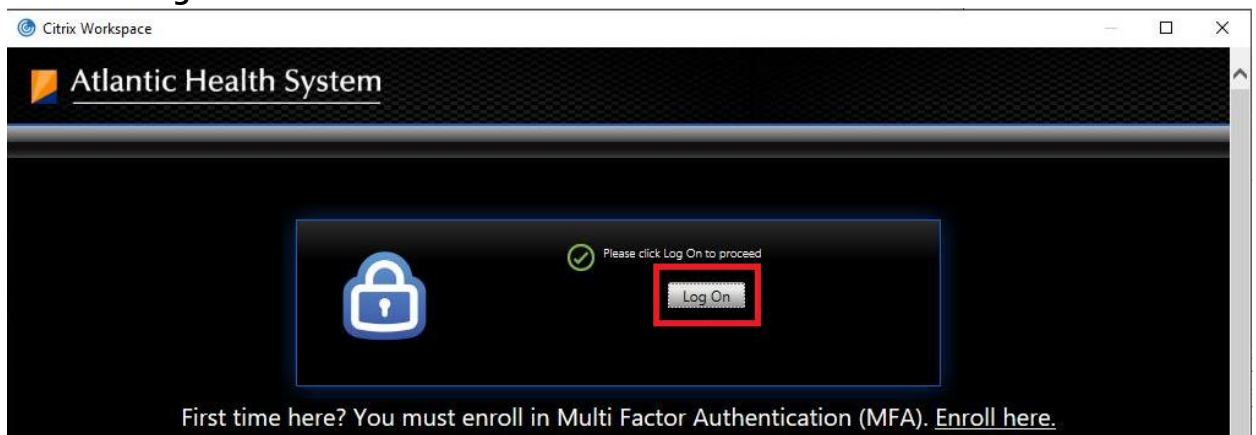 Citrix Workspace
Atlantic Health System
Please click Log On to proceed
Log On
First time here? You must enroll in Multi Factor Authentication (MFA). Enroll here.